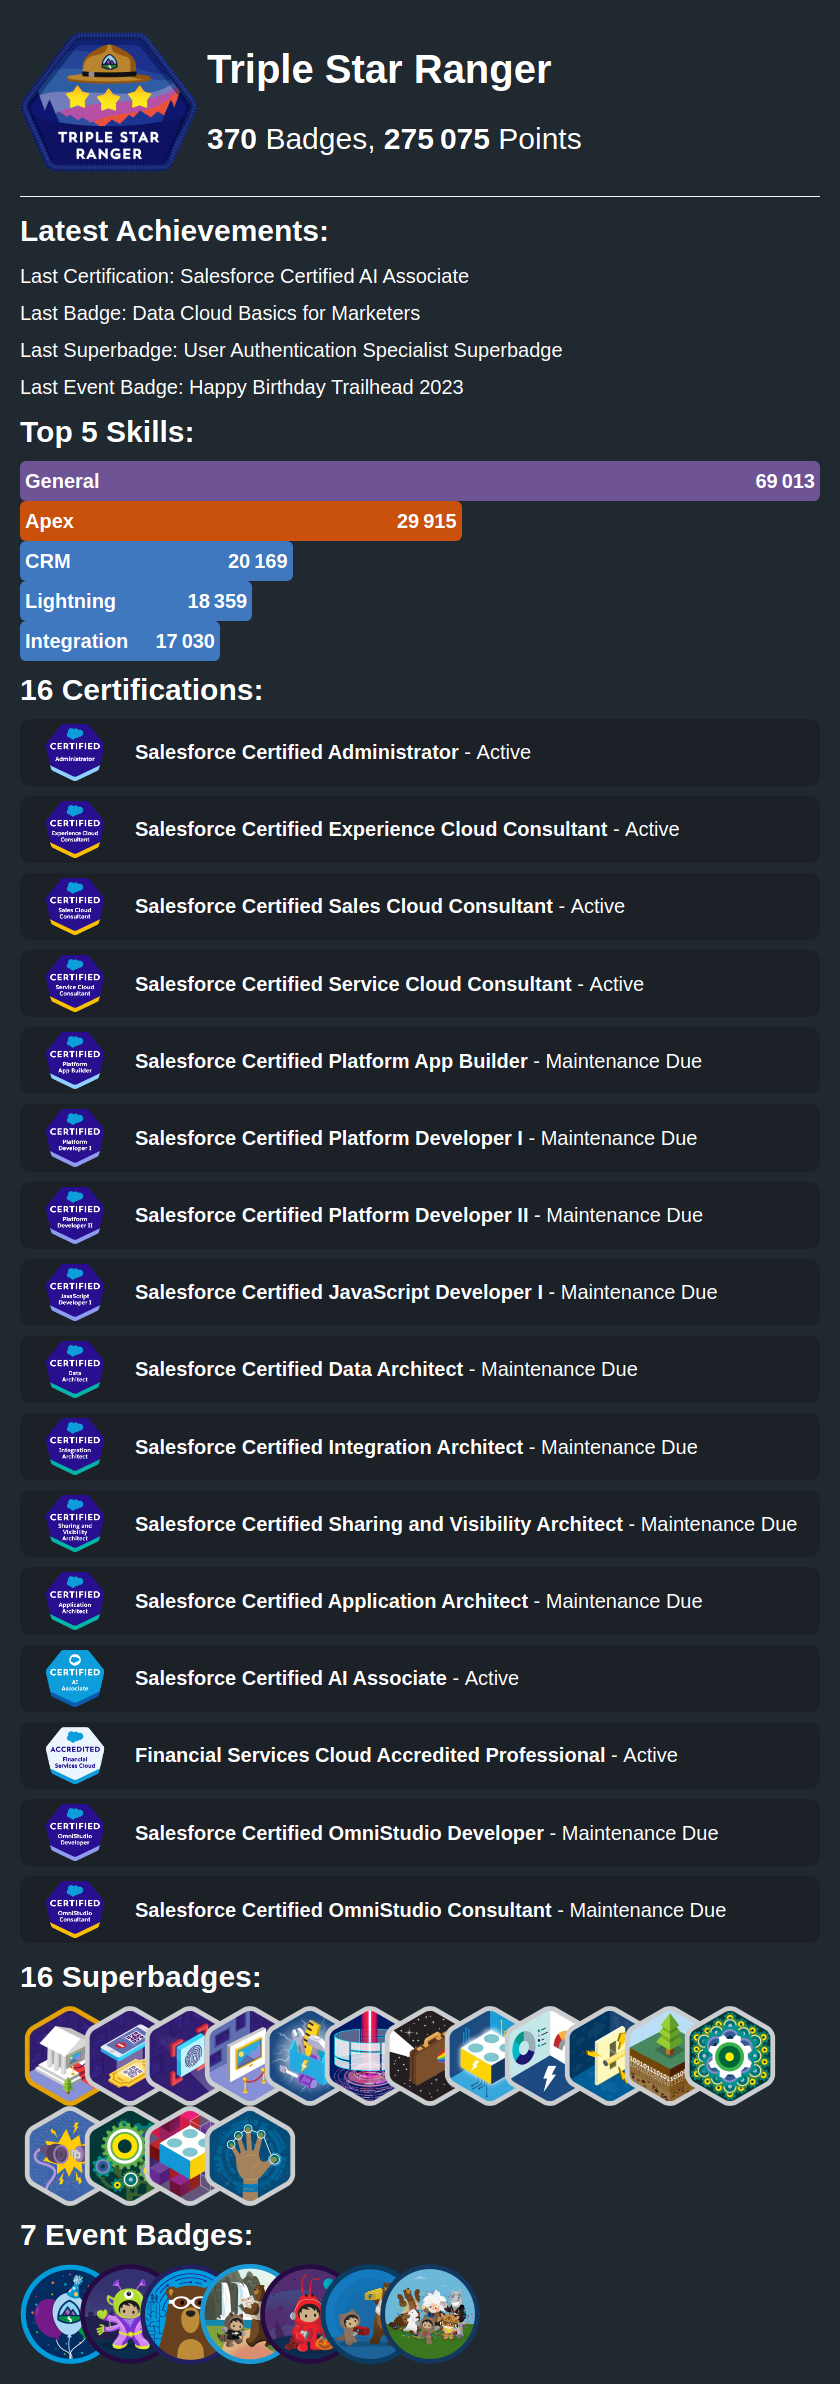 TRIPLE STAR
RANGER
Triple Star Ranger
370 Badges, 275 075 Points
Latest Achievements:
Last Certification: Salesforce Certified AI Associate
Last Badge: Data Cloud Basics for Marketers
Last Superbadge: User Authentication Specialist Superbadge
Last Event Badge: Happy Birthday Trailhead 2023
Top 5 Skills:
General 69 013
Apex 29 915
CRM 20 169
Lightning 18 359
Integration 17 030
16 Certifications:
CERTIFIED
Administrator
Salesforce Certified Administrator - Active
CERTIFIED
Experience Cloud
Consultant
Salesforce Certified Experience Cloud Consultant - Active
CERTIFIED
Sales Cloud
Consultant
Salesforce Certified Sales Cloud Consultant - Active
CERTIFIED
Service Cloud
Consultant
Salesforce Certified Service Cloud Consultant - Active
CERTIFIED
Platform
App Builder
Salesforce Certified Platform App Builder - Maintenance Due
CERTIFIED
Platform
Developer I
Salesforce Certified Platform Developer I - Maintenance Due
CERTIFIED
Platform
Developer II
Salesforce Certified Platform Developer II - Maintenance Due
CERTIFIED
JavaScript
Developer I
Salesforce Certified JavaScript Developer I - Maintenance Due
CERTIFIED
Data
Architect
Salesforce Certified Data Architect - Maintenance Due
CERTIFIED
Integration
Architect
Salesforce Certified Integration Architect - Maintenance Due
CERTIFIED
Sharing and
Visibility
Architect
Salesforce Certified Sharing and Visibility Architect - Maintenance Due
CERTIFIED
Application
Architect
Salesforce Certified Application Architect - Maintenance Due
CERTIFIED
AI
Associate
Salesforce Certified AI Associate - Active
ACCREDITED
Financial
Services Cloud
Financial Services Cloud Accredited Professional - Active
CERTIFIED
OmniStudio
Developer
Salesforce Certified OmniStudio Developer - Maintenance Due
CERTIFIED
OmniStudio
Consultant
Salesforce Certified OmniStudio Consultant - Maintenance Due
16 Superbadges:
7 Event Badges: